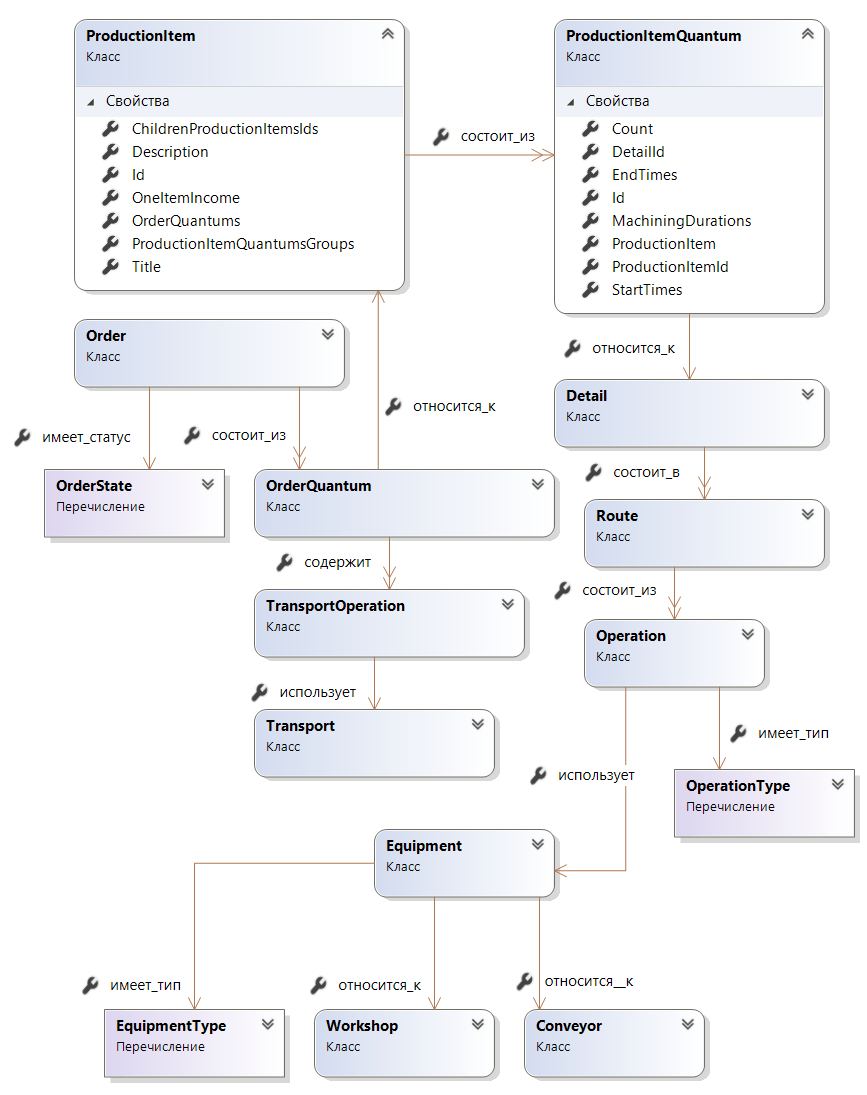 ProductionItem
Класс
Свойства
ChildrenProductionItemsIds
Description
Id
OneItemIncome
OrderQuantums
ProductionItemQuantumsGroups
Title
состоит_из
ProductionItemQuantum
Класс
Свойства
Count
DetailId
EndTimes
Id
MachiningDurations
ProductionItem
ProductionItemId
StartTimes
Order
Класс
относится_к
Detail
Класс
относится_к
имеет_статус
состоит_из
состоит_в
OrderState
Перечисление
OrderQuantum
Класс
Route
Класс
содержит
состоит_из
TransportOperation
Класс
Operation
Класс
использует
Transport
Класс
имеет_тип
использует
OperationType
Перечисление
Equipment
Класс
имеет_тип
относится_к
относится__к
EquipmentType
Перечисление
Workshop
Класс
Conveyor
Класс